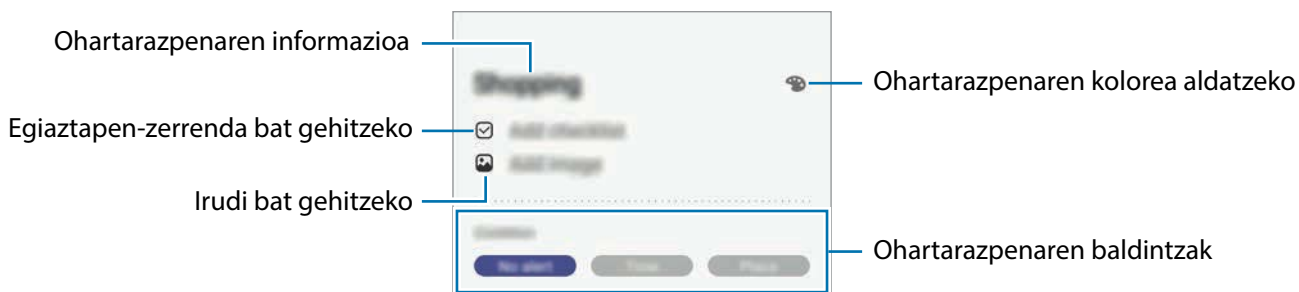 Ohartarazpenaren informazioa
Shopping
Ohartarazpenaren kolorea aldatzeko
Egiaztapen-zerrenda bat gehitzeko
Add checklist
Irudi bat gehitzeko
Add image
Ohartarazpenaren baldintzak
No alert
Time
Place